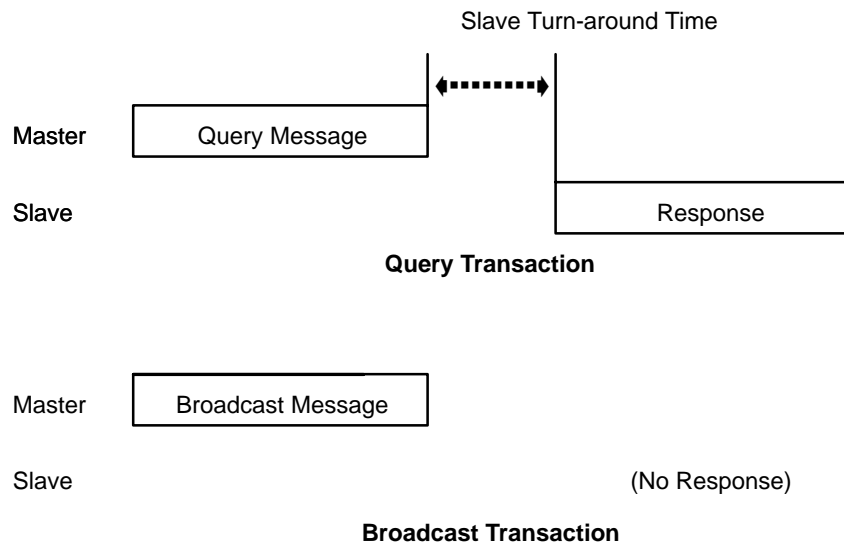 Slave Turn-around Time
Master
Query Message
Slave
Response
Query Transaction
Master
Broadcast Message
Slave
(No Response)
Broadcast Transaction